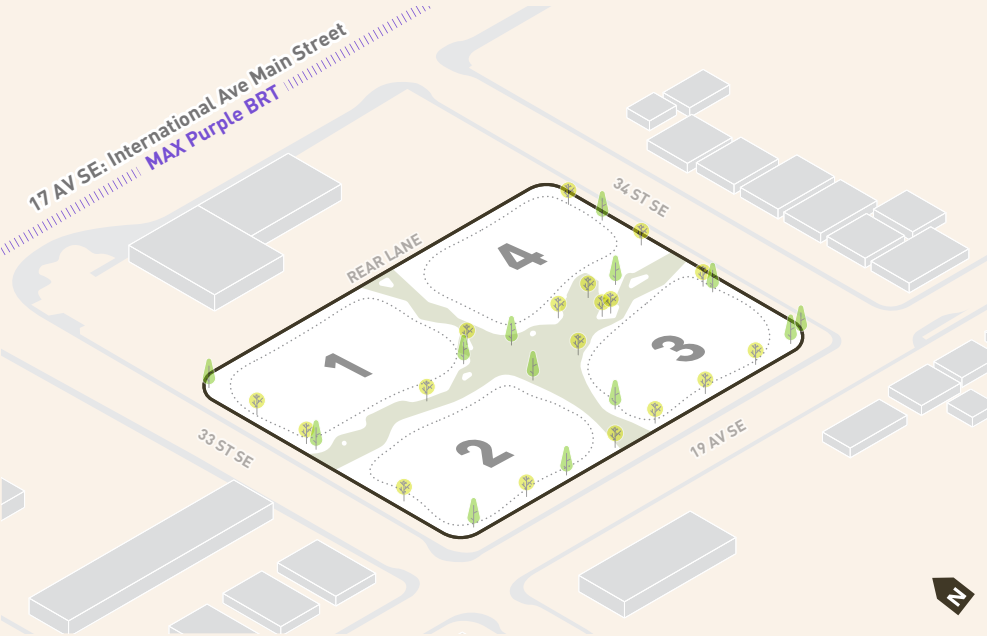 17 AV SE: International Ave Main Street
MAX Purple BRT
34 ST SE
REAR LANE
4
3
1
2
33 ST SE
19 AV SE
N